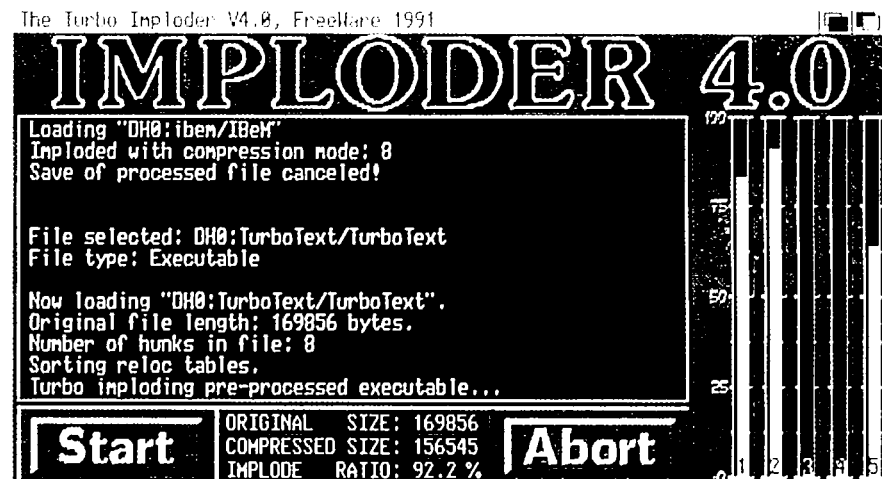 The Turbo Imploder V4.0, FreeWare 1991
IMPLODER 4.0
Loading "DH0:ibem/IBeM"
Imploded with compression mode: 8
Save of processed file canceled!
File selected: DH0:TurboText/TurboText
File type: Executable
Now loading "DH0:TurboText/TurboText".
Original file length: 169856 bytes.
Number of hunks in file: 8
Sorting reloc tables.
Turbo imploding pre-processed executable...
100
75
50
25
0
1 2 3 4 5
Start
ORIGINAL SIZE: 169856
COMPRESSED SIZE: 156545
IMPLODE RATIO: 92.2 %
Abort